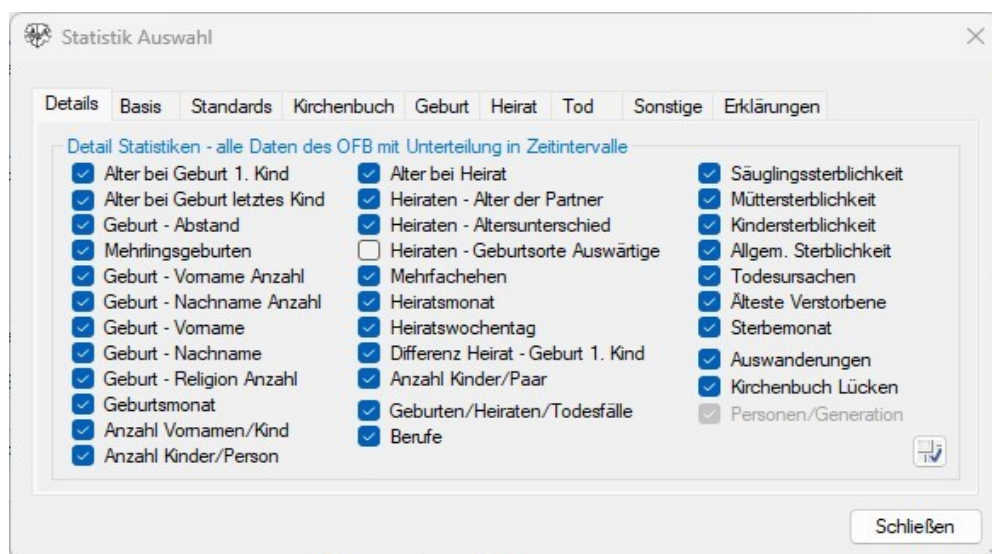 Statistik Auswahl
Details Basis Standards Kirchenbuch Geburt Heirat Tod Sonstige Erklärungen
Detail Statistiken - alle Daten des OFB mit Unterteilung in Zeitintervalle
Alter bei Geburt 1. Kind
Alter bei Geburt letztes Kind
Geburt - Abstand
Mehrlingsgeburten
Geburt - Vorname Anzahl
Geburt - Nachname Anzahl
Geburt - Vorname
Geburt - Nachname
Geburt - Religion Anzahl
Geburtsmonat
Anzahl Vornamen/Kind
Anzahl Kinder/Person
Alter bei Heirat
Heiraten - Alter der Partner
Heiraten - Altersunterschied
Heiraten - Geburtsorte Auswärtige
Mehrfachehen
Heiratsmonat
Heiratswochentag
Differenz Heirat - Geburt 1. Kind
Anzahl Kinder/Paar
Geburten/Heiraten/Todesfälle
Berufe
Säuglingssterblichkeit
Müttersterblichkeit
Kindersterblichkeit
Allgem. Sterblichkeit
Todesursachen
Älteste Verstorbene
Sterbemonat
Auswanderungen
Kirchenbuch Lücken
Personen/Generation
Schließen